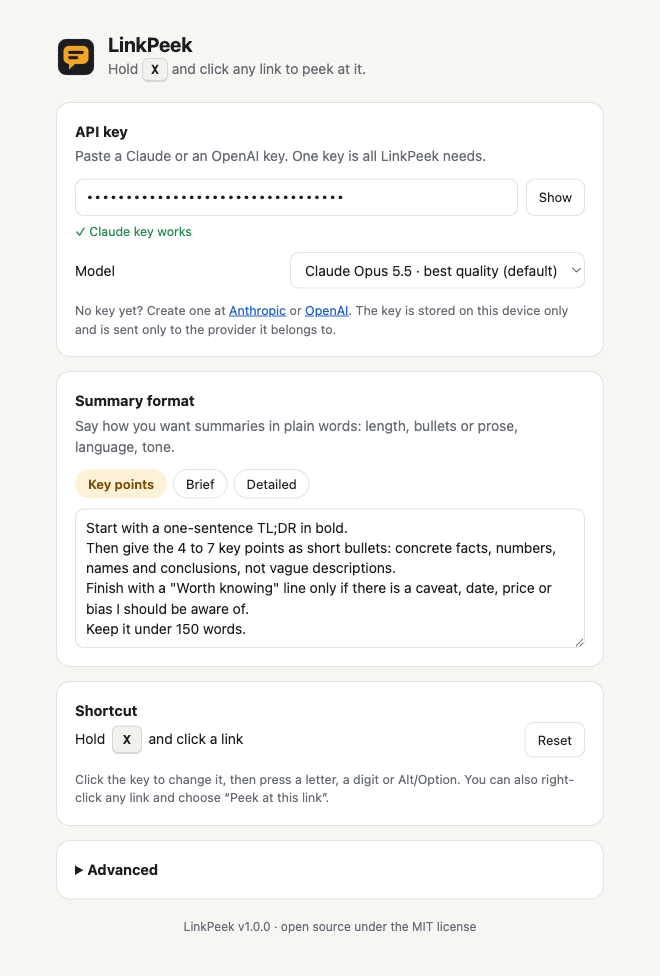 LinkPeek
Hold X and click any link to peek at it.
API key
Paste a Claude or an OpenAI key. One key is all LinkPeek needs.
••••••••••••••••••••••••••••••••• Show
✓ Claude key works
Model Claude Opus 5.5 · best quality (default)
No key yet? Create one at Anthropic or OpenAI. The key is stored on this device only
and is sent only to the provider it belongs to.
Summary format
Say how you want summaries in plain words: length, bullets or prose,
language, tone.
Key points Brief Detailed
Start with a one-sentence TL;DR in bold.
Then give the 4 to 7 key points as short bullets: concrete facts, numbers,
names and conclusions, not vague descriptions.
Finish with a "Worth knowing" line only if there is a caveat, date, price or
bias I should be aware of.
Keep it under 150 words.
Shortcut
Hold X and click a link Reset
Click the key to change it, then press a letter, a digit or Alt/Option. You can also right-
click any link and choose “Peek at this link”.
▶ Advanced
LinkPeek v1.0.0 · open source under the MIT license